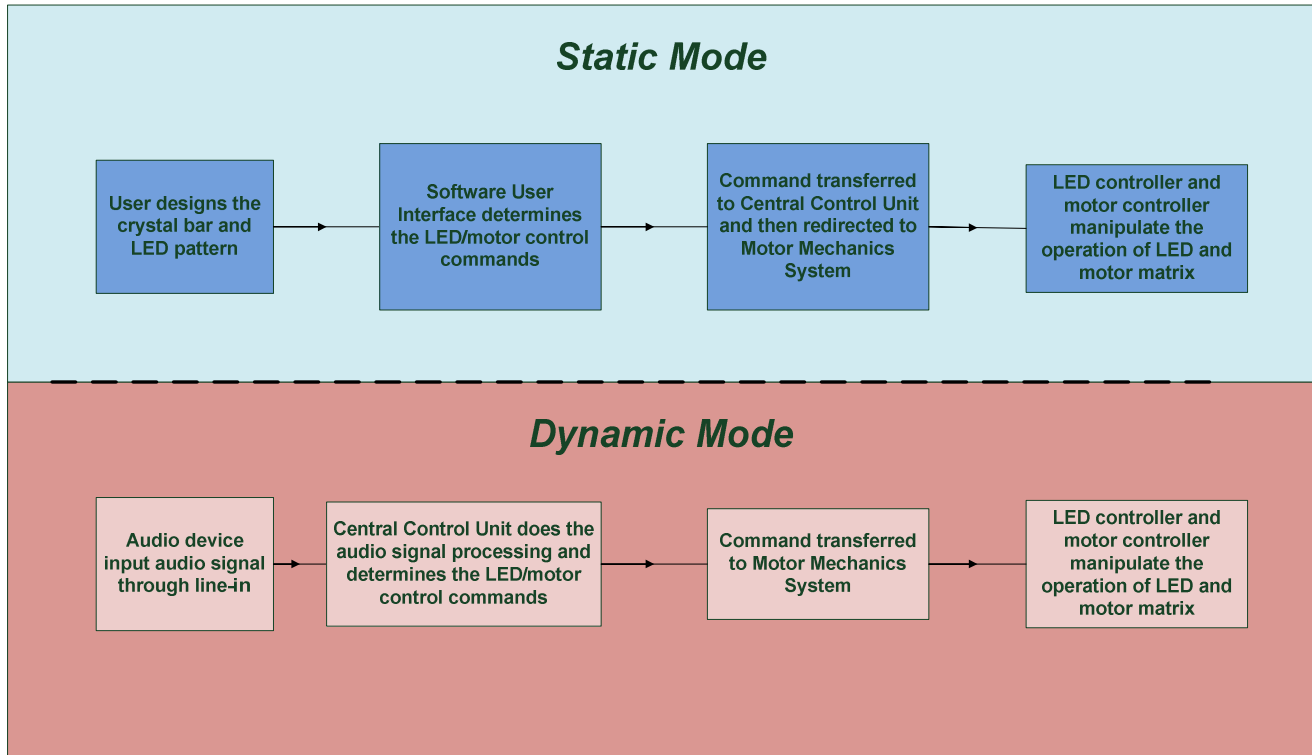 Static Mode
User designs the
crystal bar and
LED pattern
Software User
Interface determines
the LED/motor control
commands
Command transferred
to Central Control Unit
and then redirected to
Motor Mechanics
System
LED controller and
motor controller
manipulate the
operation of LED and
motor matrix
Dynamic Mode
Audio device
input audio signal
through line-in
Central Control Unit does the
audio signal processing and
determines the LED/motor
control commands
Command transferred
to Motor Mechanics
System
LED controller and
motor controller
manipulate the
operation of LED and
motor matrix